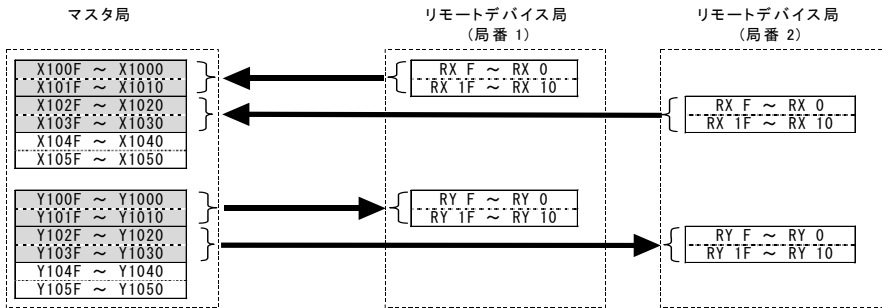 マスタ局
リモートデバイス局
(局番 1)
リモートデバイス局
(局番 2)
X100F ～ X1000
X101F ～ X1010
X102F ～ X1020
X103F ～ X1030
X104F ～ X1040
X105F ～ X1050
RX F ～ RX 0
RX 1F ～ RX 10
RX F ～ RX 0
RX 1F ～ RX 10
Y100F ～ Y1000
Y101F ～ Y1010
Y102F ～ Y1020
Y103F ～ Y1030
Y104F ～ Y1040
Y105F ～ Y1050
RY F ～ RY 0
RY 1F ～ RY 10
RY F ～ RY 0
RY 1F ～ RY 10